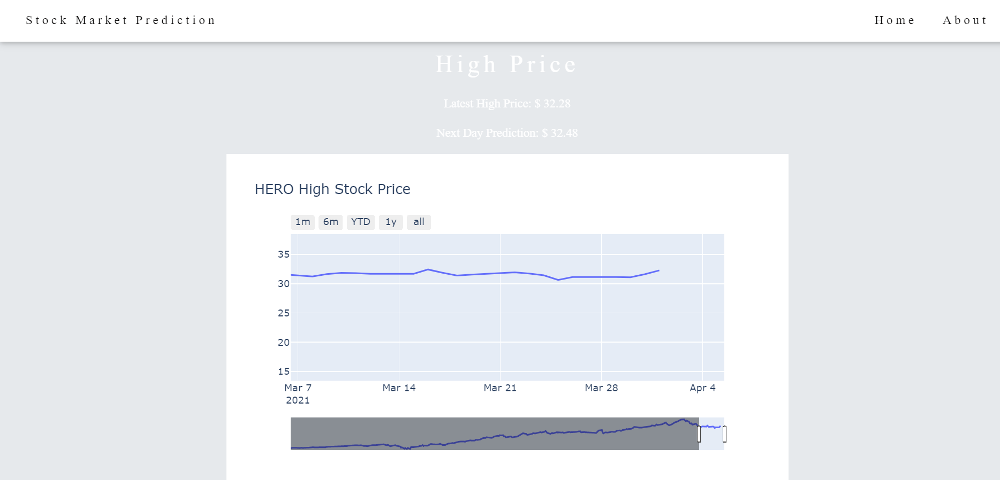 Stock Market Prediction
Home
About
High Price
Latest High Price: $ 32.28
Next Day Prediction: $ 32.48
HERO High Stock Price
1m 6m YTD 1y all
35
30
25
20
15
Mar 7 Mar 14 Mar 21 Mar 28 Apr 4
2021